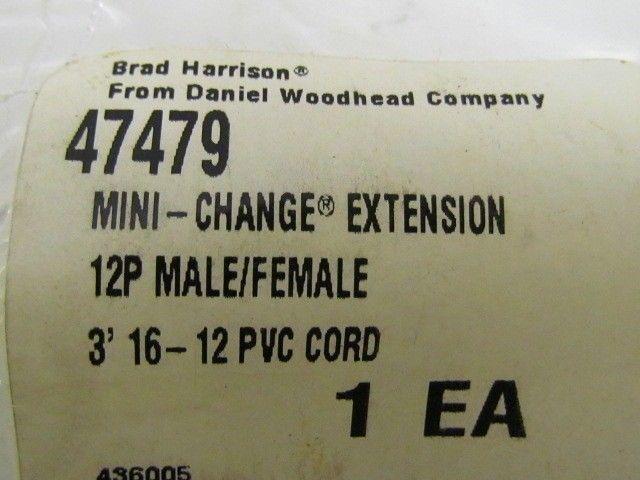 Brad Harrison®
From Daniel Woodhead Company
47479
MINI-CHANGE® EXTENSION
12P MALE/FEMALE
3' 16-12 PVC CORD
1 EA
436005